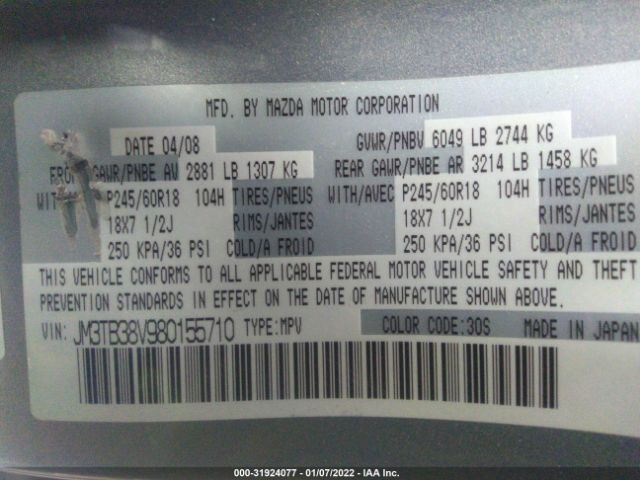 MFD. BY MAZDA MOTOR CORPORATION
DATE 04/08 GVWR/PNBV 6049 LB 2744 KG
GAWR/PNBE AV 2881 LB 1307 KG REAR GAWR/PNBE AR 3214 LB 1458 KG
P245/60R18 104H TIRES/PNEUS WITH/AVEC P245/60R18 104H TIRES/PNEUS
18X7 1/2J RIMS/JANTES 18X7 1/2J RIMS/JANTES
250 KPA/36 PSI COLD/A FROID 250 KPA/36 PSI COLD/A FROID
THIS VEHICLE CONFORMS TO ALL APPLICABLE FEDERAL MOTOR VEHICLE SAFETY AND THEFT
PREVENTION STANDARDS IN EFFECT ON THE DATE OF MANUFACTURE SHOWN ABOVE.
VIN: JM3TB38V980155710 TYPE:MPV COLOR CODE:30S MADE IN JAPAN
000-31924077 - 01/07/2022 - IAA Inc.